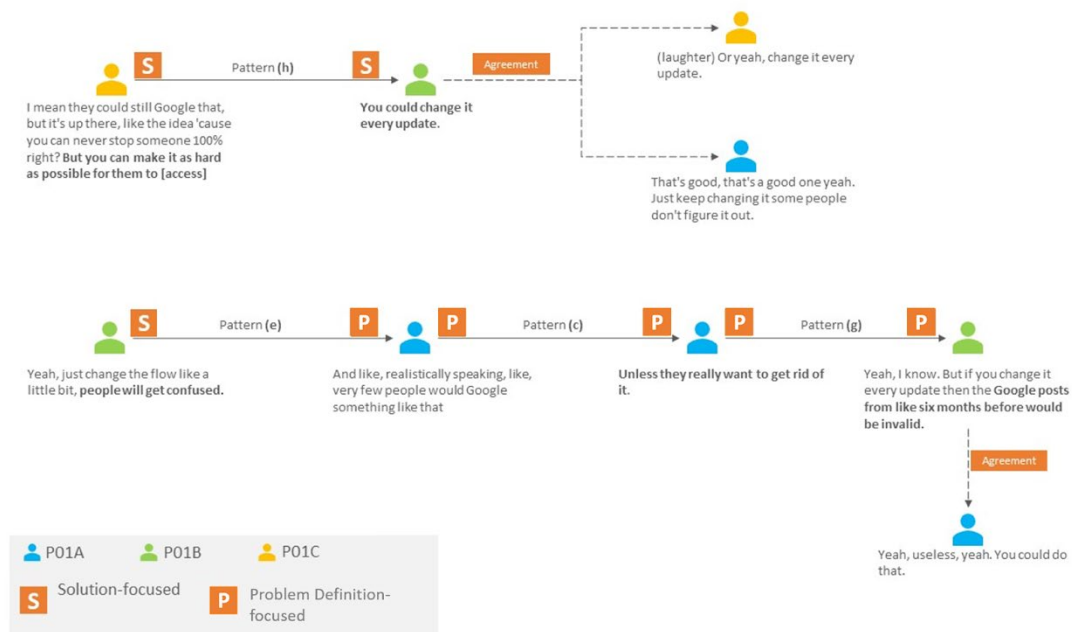 S
Pattern (h)
S
Agreement
(laughter) Or yeah, change it every
update.
I mean they could still Google that,
but it's up there, like the idea 'cause
you can never stop someone 100%
right? But you can make it as hard
as possible for them to [access]
You could change it
every update.
That's good, that's a good one yeah.
Just keep changing it some people
don't figure it out.
S
Pattern (e)
P
P
Pattern (c)
P
P
Pattern (g)
P
Yeah, just change the flow like a
little bit, people will get confused.
And like, realistically speaking, like,
very few people would Google
something like that
Unless they really want to get rid of
it.
Yeah, I know. But if you change it
every update then the Google posts
from like six months before would
be invalid.
Agreement
Yeah, useless, yeah. You could do
that.
P01A
P01B
P01C
S
Solution-focused
P
Problem Definition-
focused